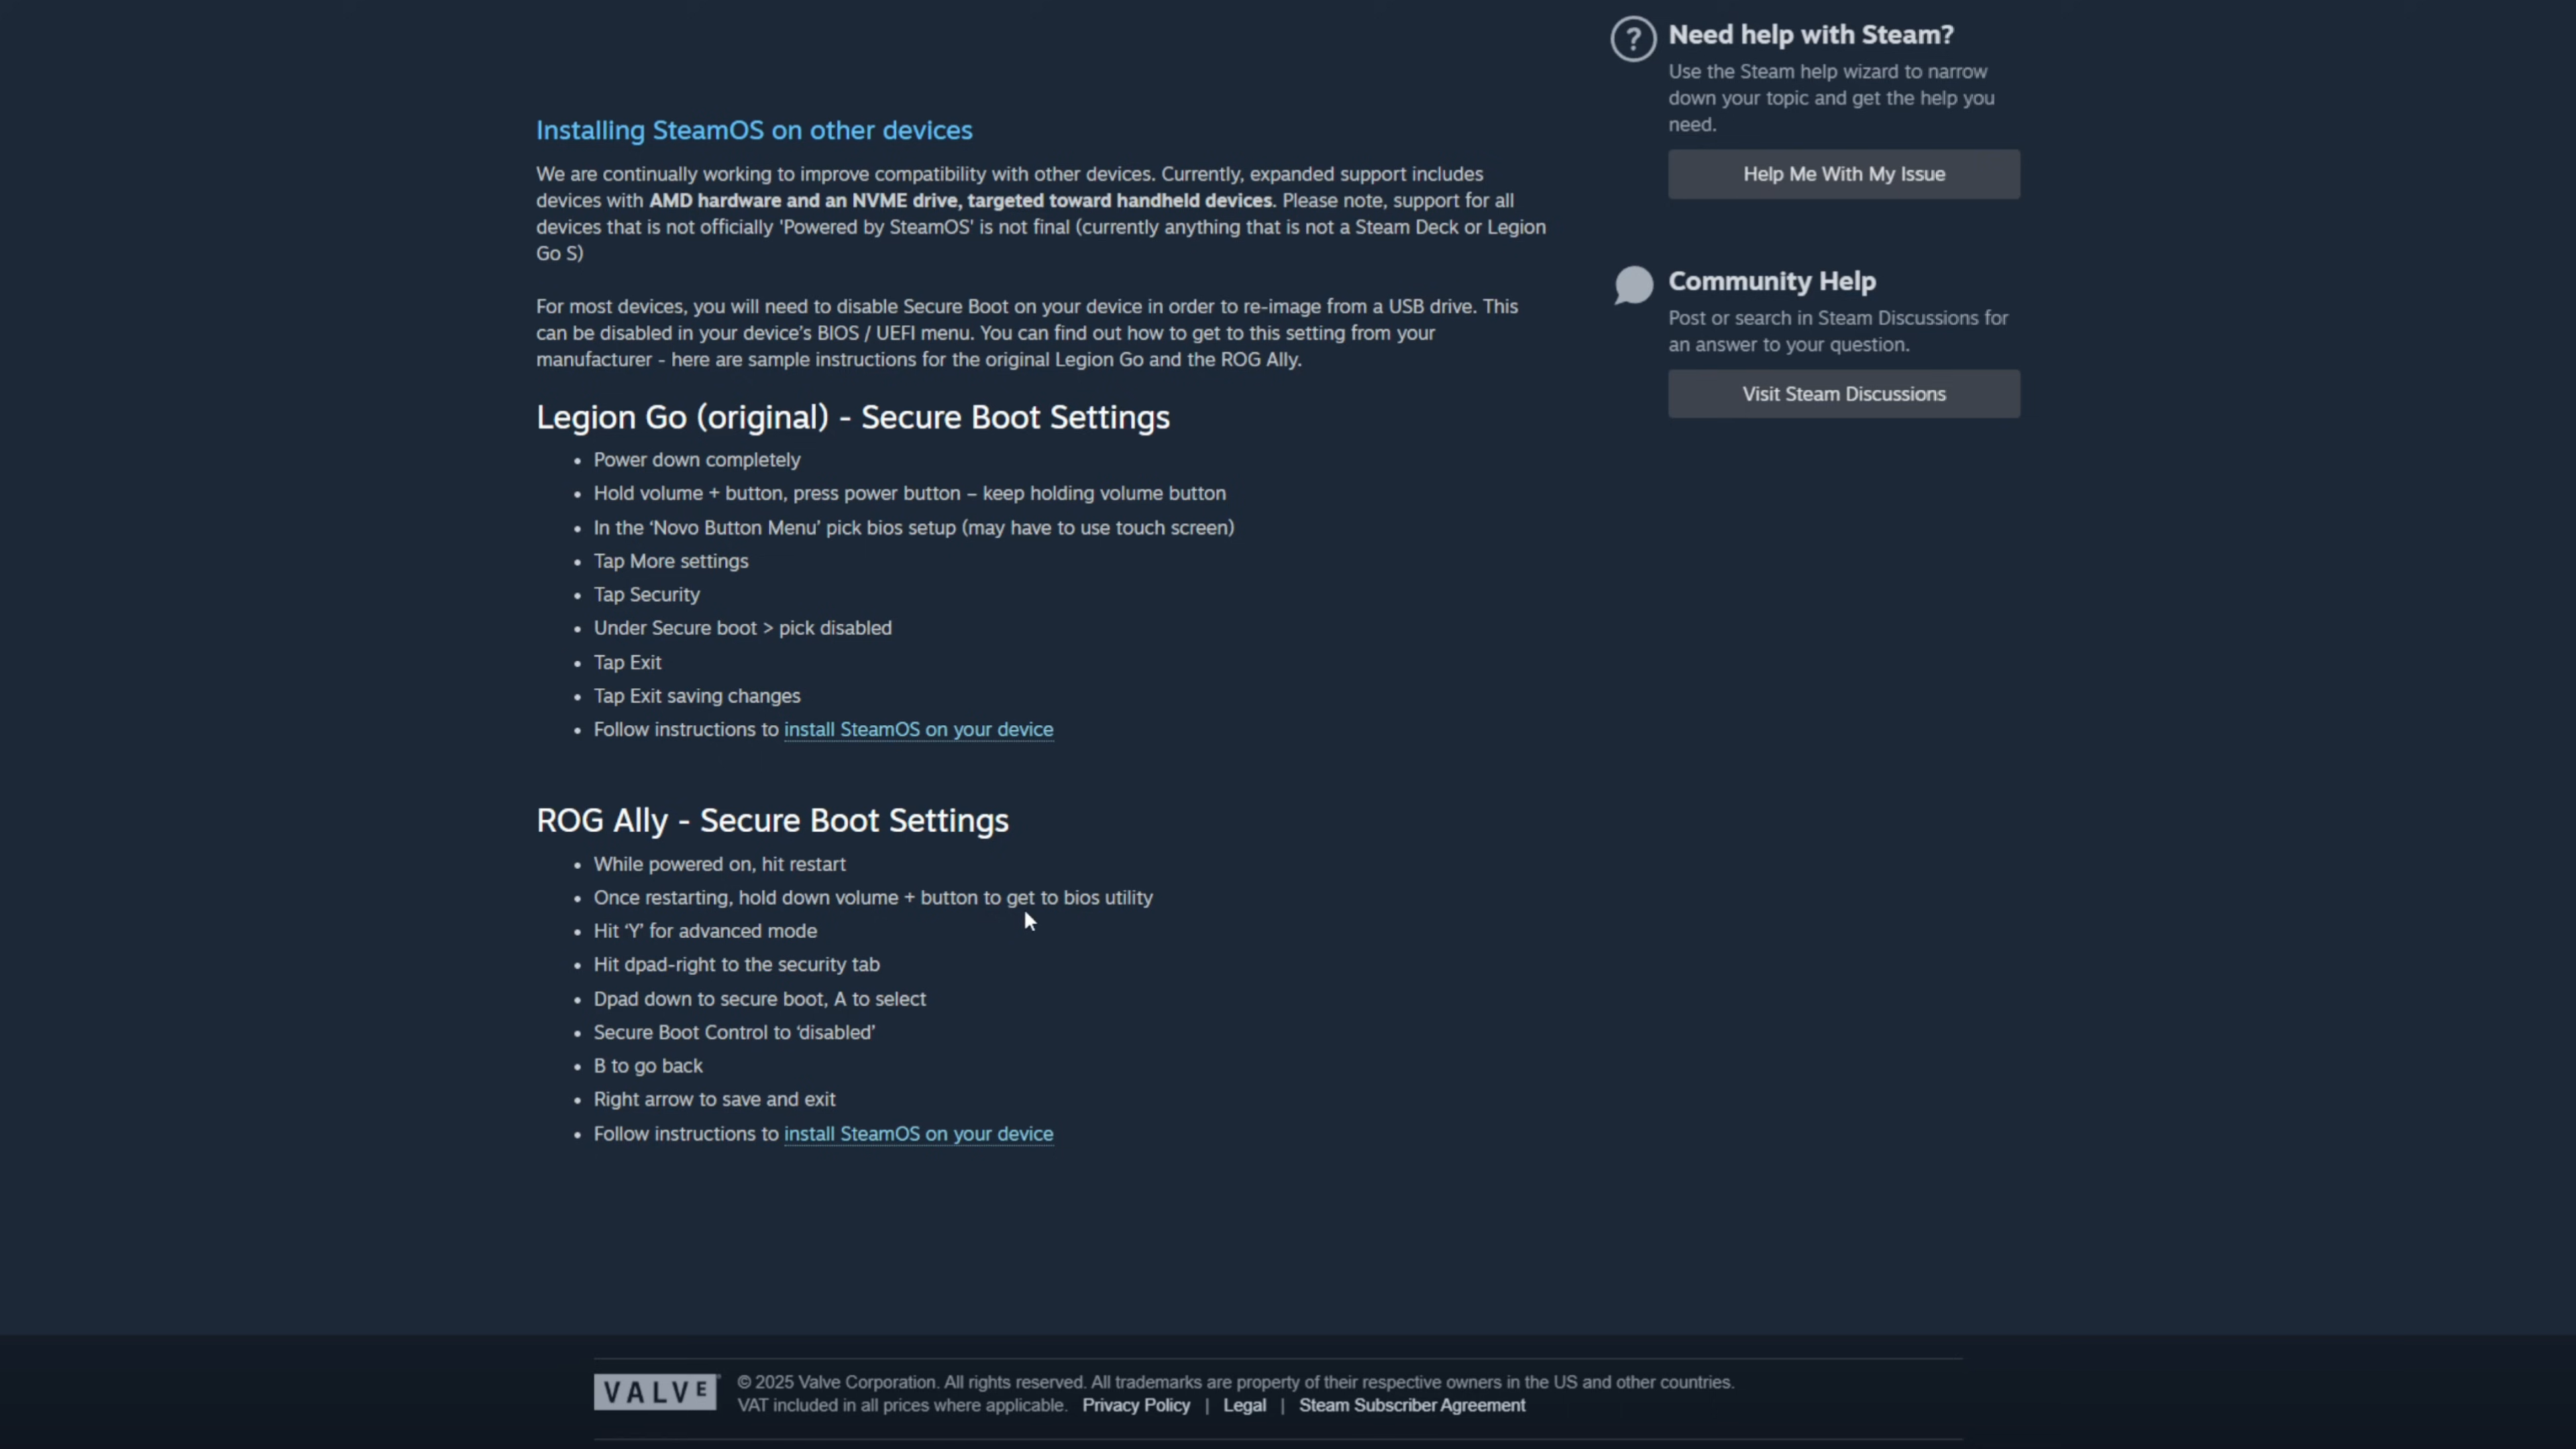 Installing SteamOS on other devices
We are continually working to improve compatibility with other devices. Currently, expanded support includes
devices with AMD hardware and an NVME drive, targeted toward handheld devices. Please note, support for all
devices that is not officially 'Powered by SteamOS' is not final (currently anything that is not a Steam Deck or Legion
Go S)
For most devices, you will need to disable Secure Boot on your device in order to re-image from a USB drive. This
can be disabled in your device’s BIOS / UEFI menu. You can find out how to get to this setting from your
manufacturer - here are sample instructions for the original Legion Go and the ROG Ally.
Legion Go (original) - Secure Boot Settings
• Power down completely
• Hold volume + button, press power button – keep holding volume button
• In the ‘Novo Button Menu’ pick bios setup (may have to use touch screen)
• Tap More settings
• Tap Security
• Under Secure boot > pick disabled
• Tap Exit
• Tap Exit saving changes
• Follow instructions to install SteamOS on your device
ROG Ally - Secure Boot Settings
• While powered on, hit restart
• Once restarting, hold down volume + button to get to bios utility
• Hit ‘Y’ for advanced mode
• Hit dpad-right to the security tab
• Dpad down to secure boot, A to select
• Secure Boot Control to ‘disabled’
• B to go back
• Right arrow to save and exit
• Follow instructions to install SteamOS on your device
? Need help with Steam?
Use the Steam help wizard to narrow
down your topic and get the help you
need.
Help Me With My Issue
Community Help
Post or search in Steam Discussions for
an answer to your question.
Visit Steam Discussions
VALVE
© 2025 Valve Corporation. All rights reserved. All trademarks are property of their respective owners in the US and other countries.
VAT included in all prices where applicable. Privacy Policy | Legal | Steam Subscriber Agreement